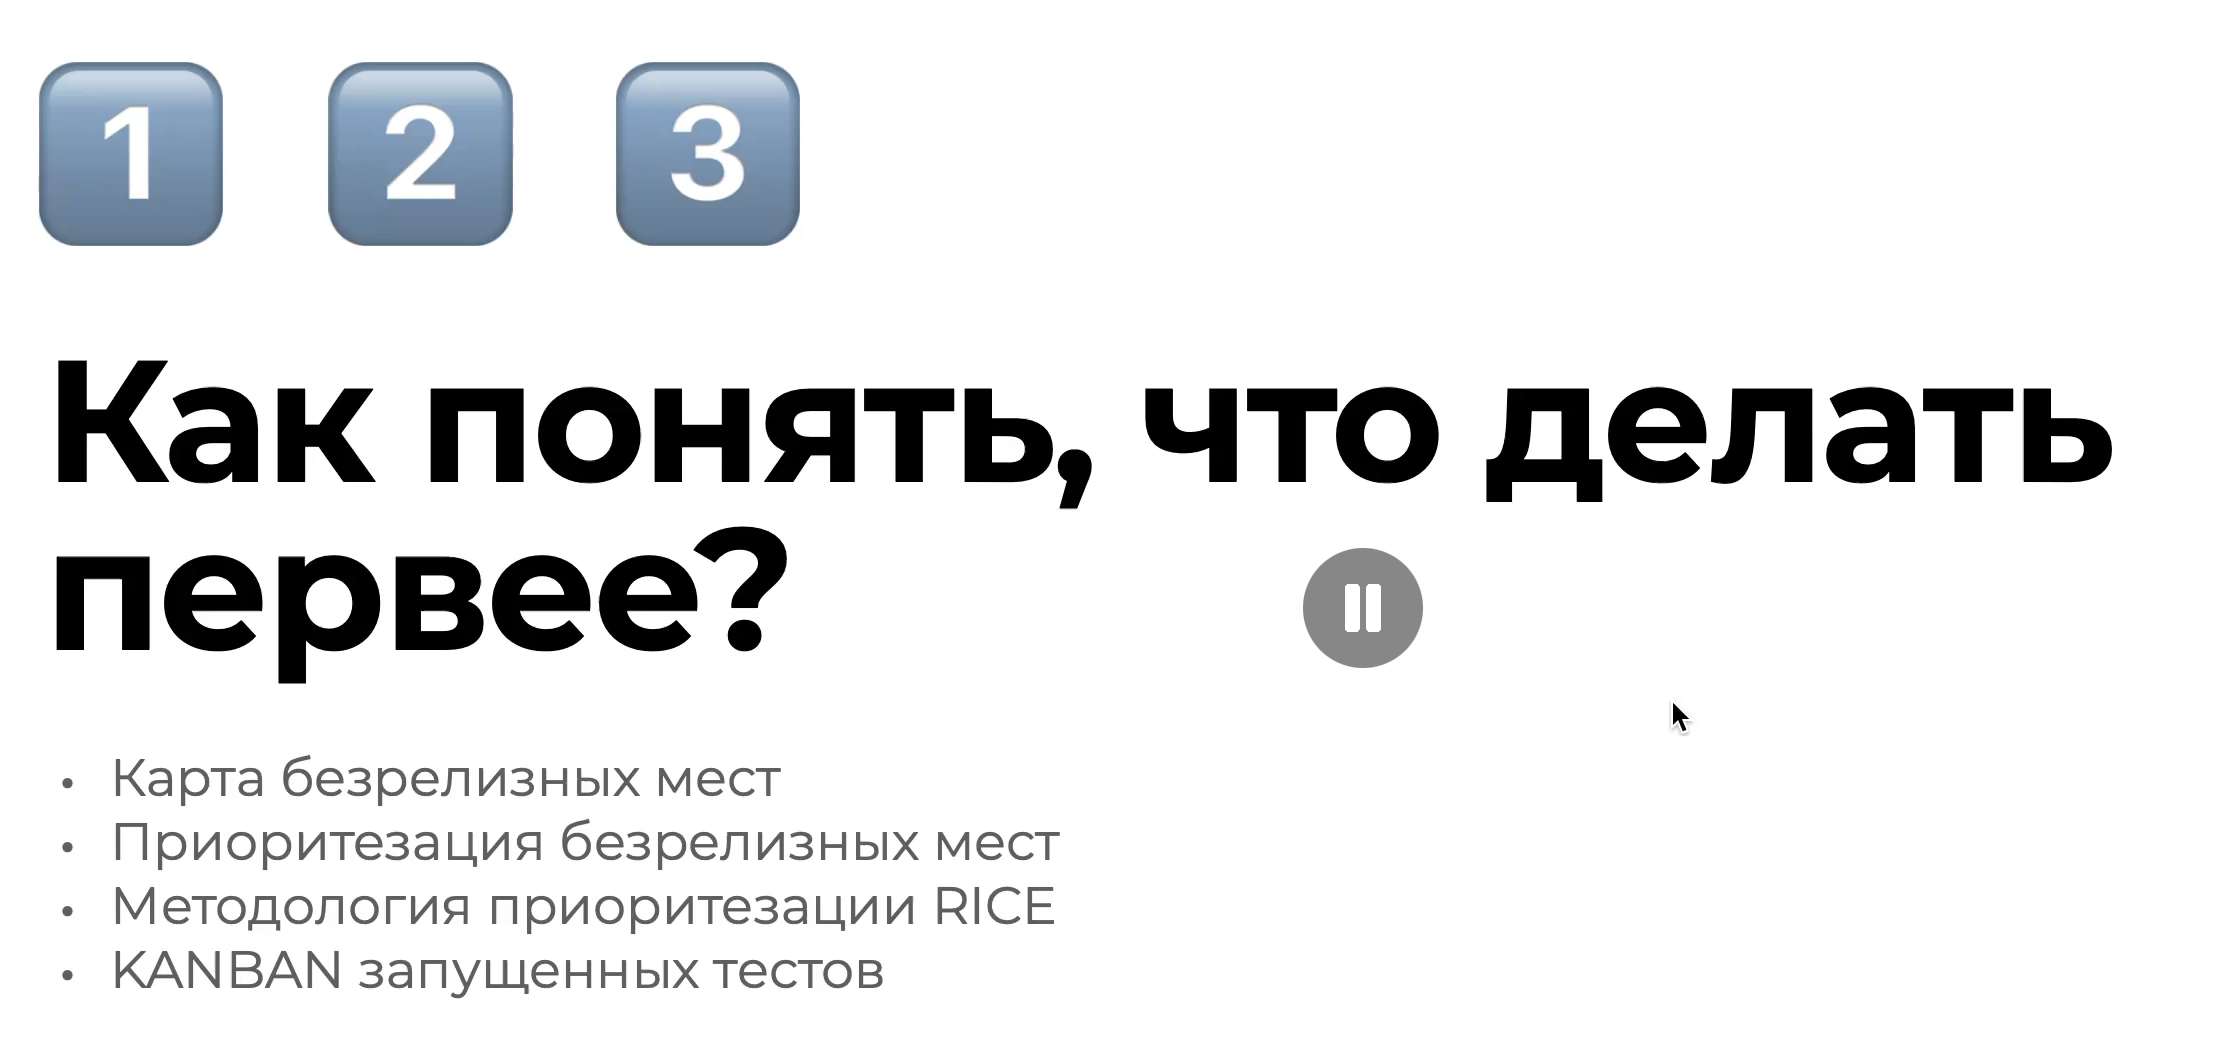 1 2 3
Как понять, что делать
первее?
• Карта безрелизных мест
• Приоритезация безрелизных мест
• Методология приоритезации RICE
• KANBAN запущенных тестов